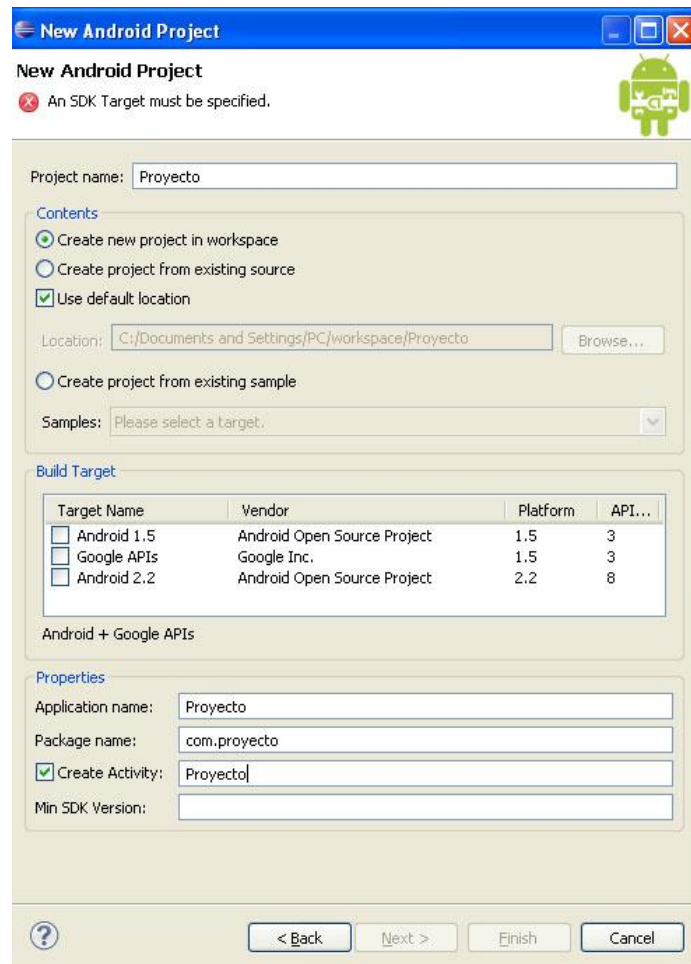 New Android Project
New Android Project
An SDK Target must be specified.
Project name: Proyecto
Contents
Create new project in workspace
Create project from existing source
Use default location
Location: C:/Documents and Settings/PC/workspace/Proyecto Browse...
Create project from existing sample
Samples: Please select a target.
Build Target
Target Name Vendor Platform API...
Android 1.5 Android Open Source Project 1.5 3
Google APIs Google Inc. 1.5 3
Android 2.2 Android Open Source Project 2.2 8
Android + Google APIs
Properties
Application name: Proyecto
Package name: com.proyecto
Create Activity: Proyecto
Min SDK Version:
? < Back Next > Finish Cancel